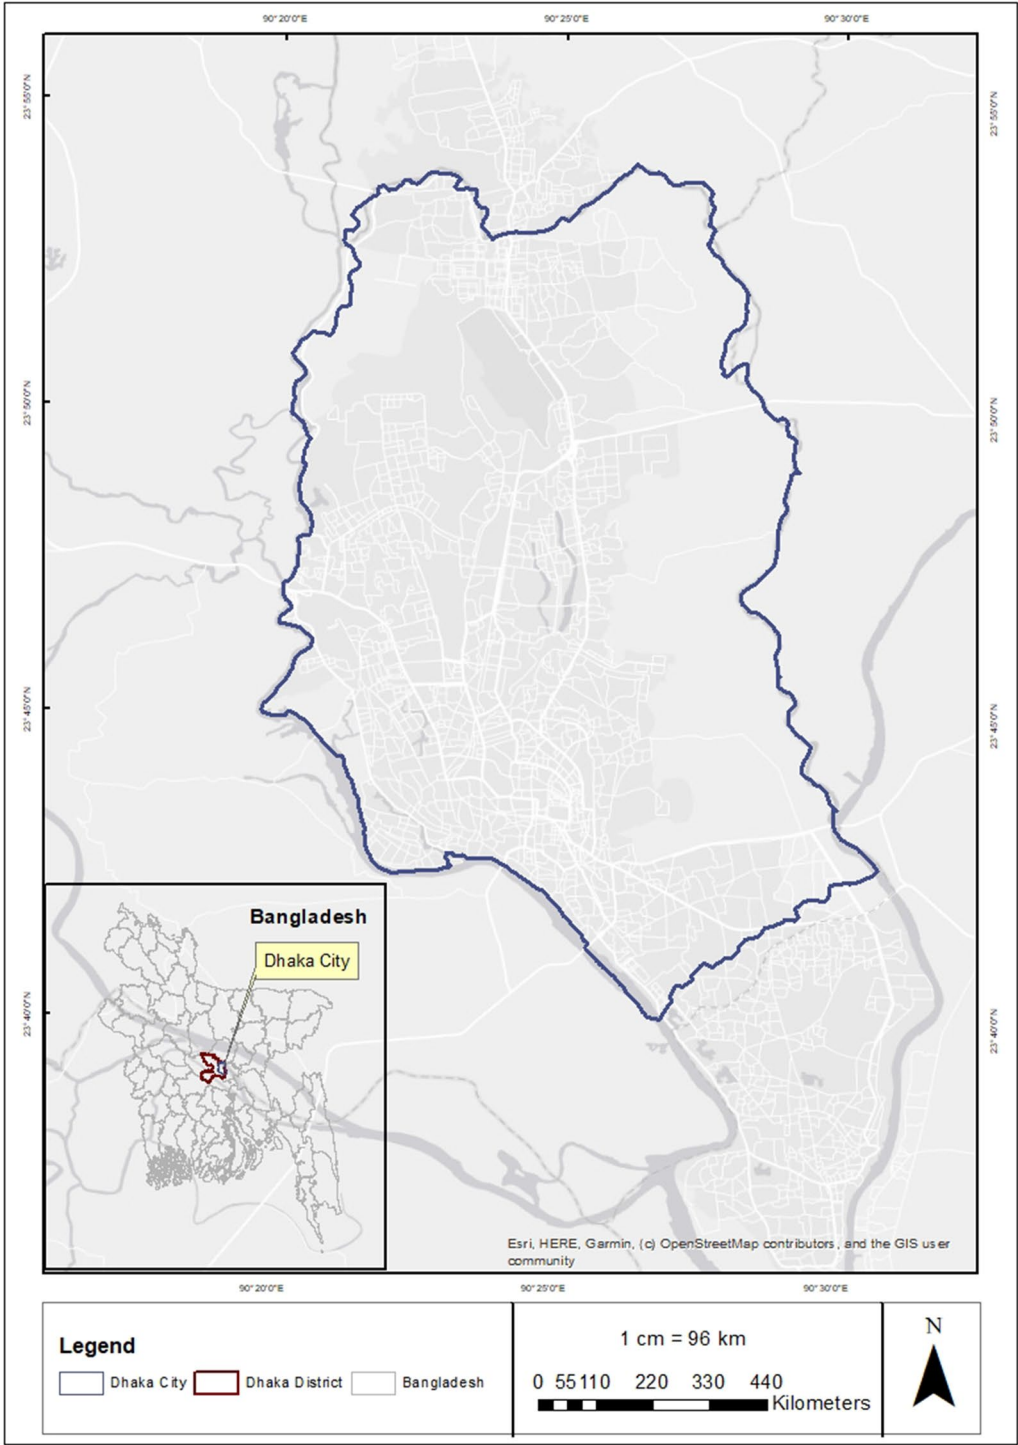 90°20'0"E 90°25'0"E 90°30'0"E
23°55'0"N
23°55'0"N
23°50'0"N
23°50'0"N
23°45'0"N
23°45'0"N
23°40'0"N
23°40'0"N
Bangladesh
Dhaka City
Esri, HERE, Garmin, (c) OpenStreetMap contributors, and the GIS user
community
90°20'0"E 90°25'0"E 90°30'0"E
Legend
Dhaka City Dhaka District Bangladesh
1 cm = 96 km
0 55 110 220 330 440
Kilometers
N